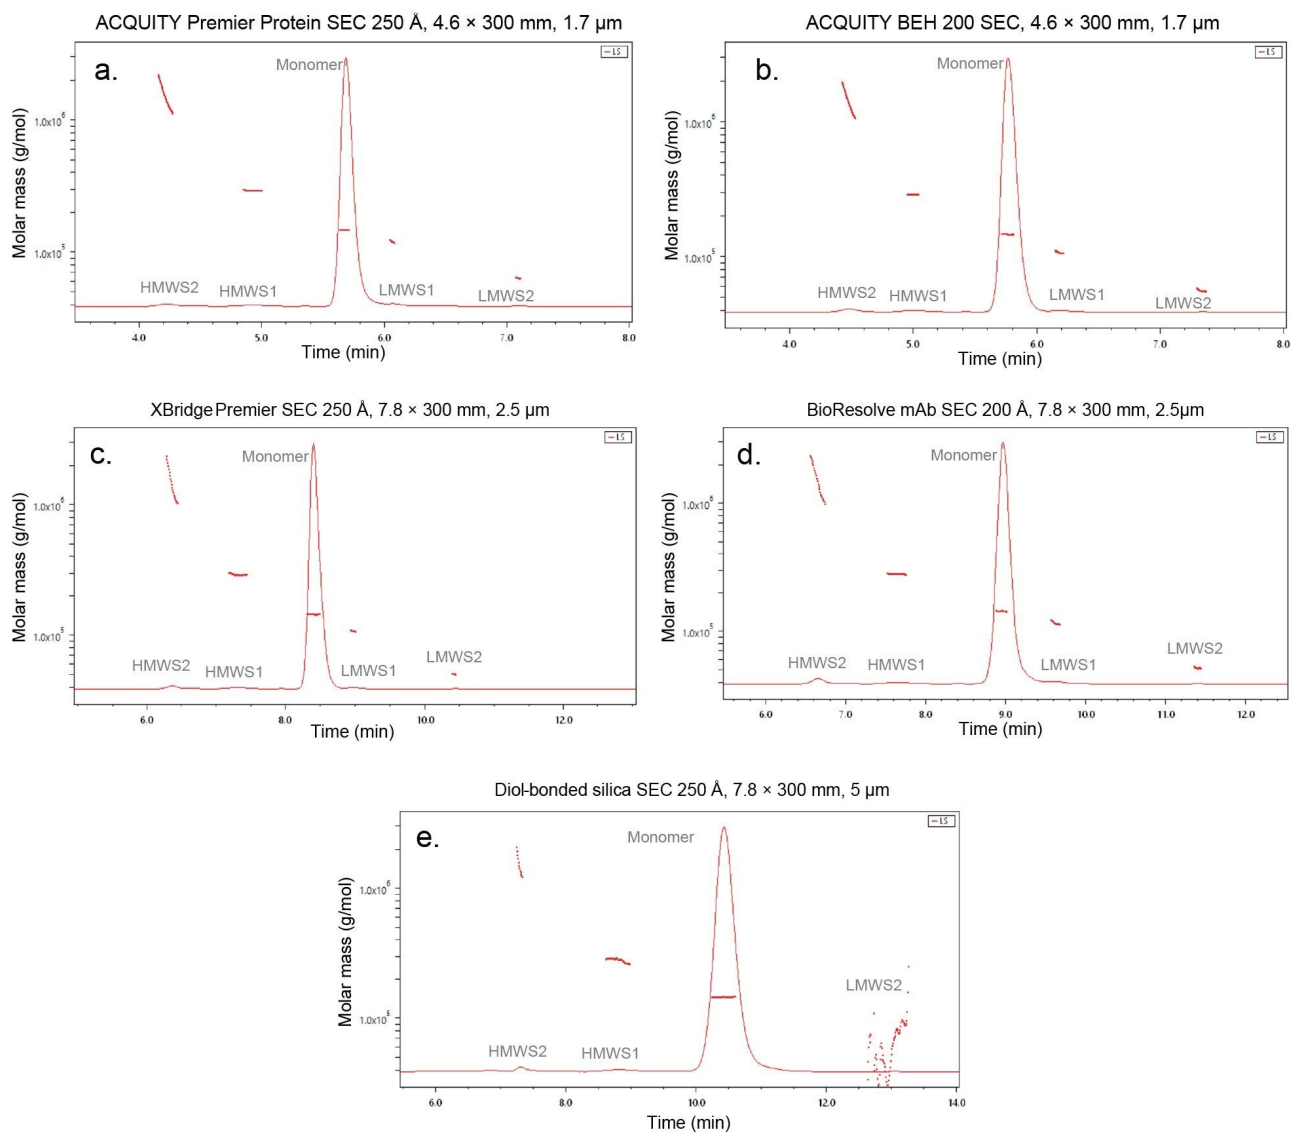 ACQUITY Premier Protein SEC 250 Å, 4.6 × 300 mm, 1.7 µm
a.
LS
Monomer
Molar mass (g/mol)
1.0x10⁶
1.0x10⁵
HMWS2
HMWS1
LMWS1
LMWS2
4.0 5.0 6.0 7.0 8.0
Time (min)
ACQUITY BEH 200 SEC, 4.6 × 300 mm, 1.7 µm
b.
LS
Monomer
Molar mass (g/mol)
1.0x10⁶
1.0x10⁵
HMWS2
HMWS1
LMWS1
LMWS2
4.0 5.0 6.0 7.0 8.0
Time (min)
XBridge Premier SEC 250 Å, 7.8 × 300 mm, 2.5 µm
c.
LS
Monomer
Molar mass (g/mol)
1.0x10⁶
1.0x10⁵
HMWS2
HMWS1
LMWS1
LMWS2
6.0 8.0 10.0 12.0
Time (min)
BioResolve mAb SEC 200 Å, 7.8 × 300 mm, 2.5µm
d.
LS
Monomer
Molar mass (g/mol)
1.0x10⁶
1.0x10⁵
HMWS2
HMWS1
LMWS1
LMWS2
6.0 7.0 8.0 9.0 10.0 11.0 12.0
Time (min)
Diol-bonded silica SEC 250 Å, 7.8 × 300 mm, 5 µm
e.
LS
Monomer
Molar mass (g/mol)
1.0x10⁶
1.0x10⁵
HMWS2
HMWS1
LMWS2
6.0 8.0 10.0 12.0 14.0
Time (min)